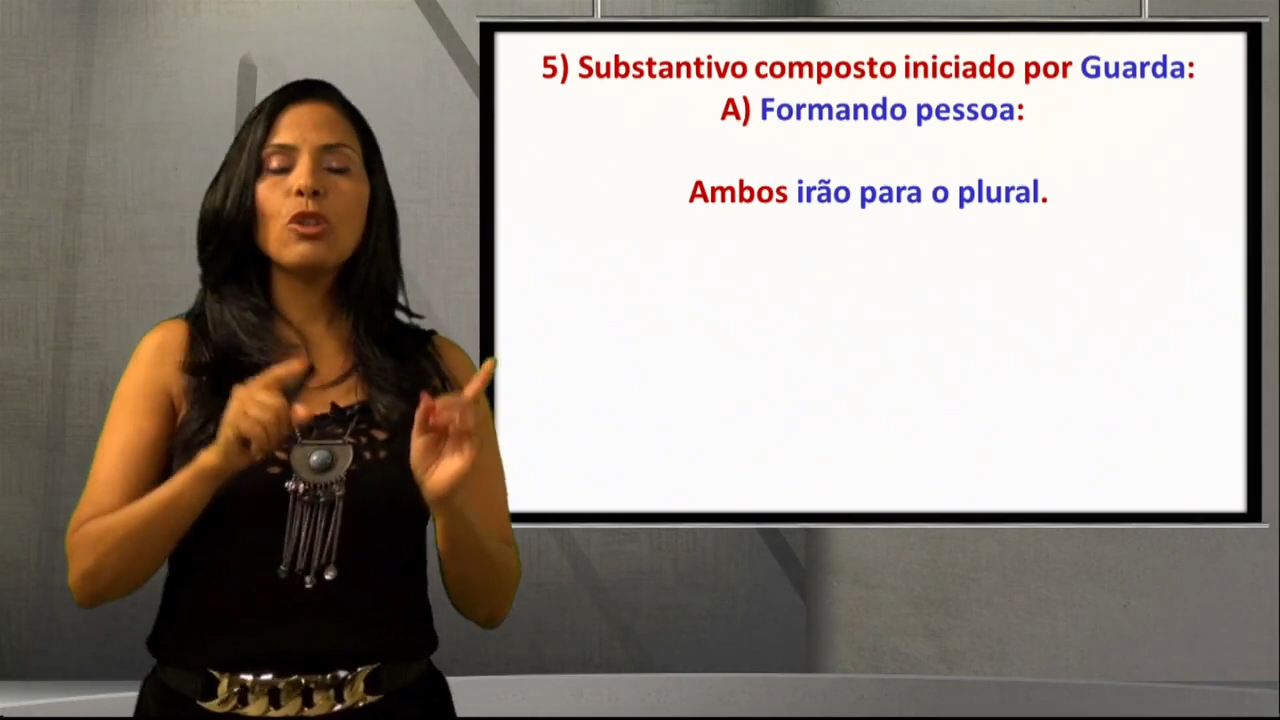 5) Substantivo composto iniciado por Guarda:
A) Formando pessoa:
Ambos irão para o plural.